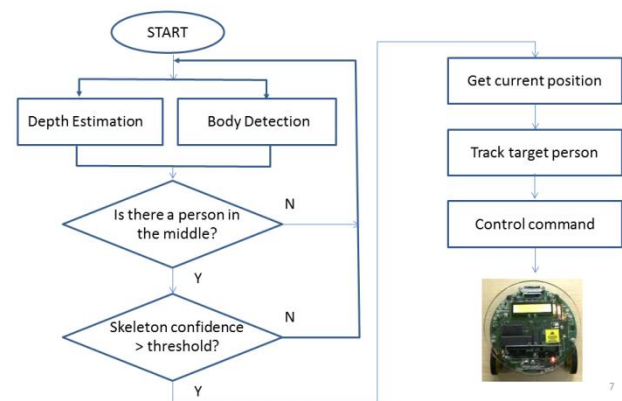 START
Depth Estimation
Body Detection
Is there a person in
the middle?
N
Y
Skeleton confidence
> threshold?
N
Y
Get current position
Track target person
Control command
7